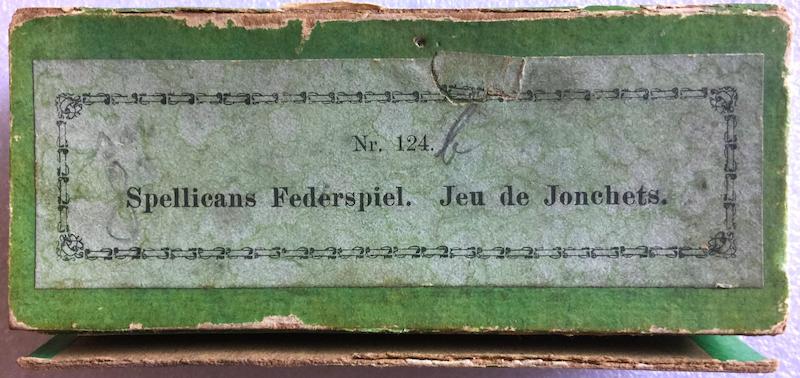 Nr. 124. b
Spellicans Federspiel. Jeu de Jonchets.